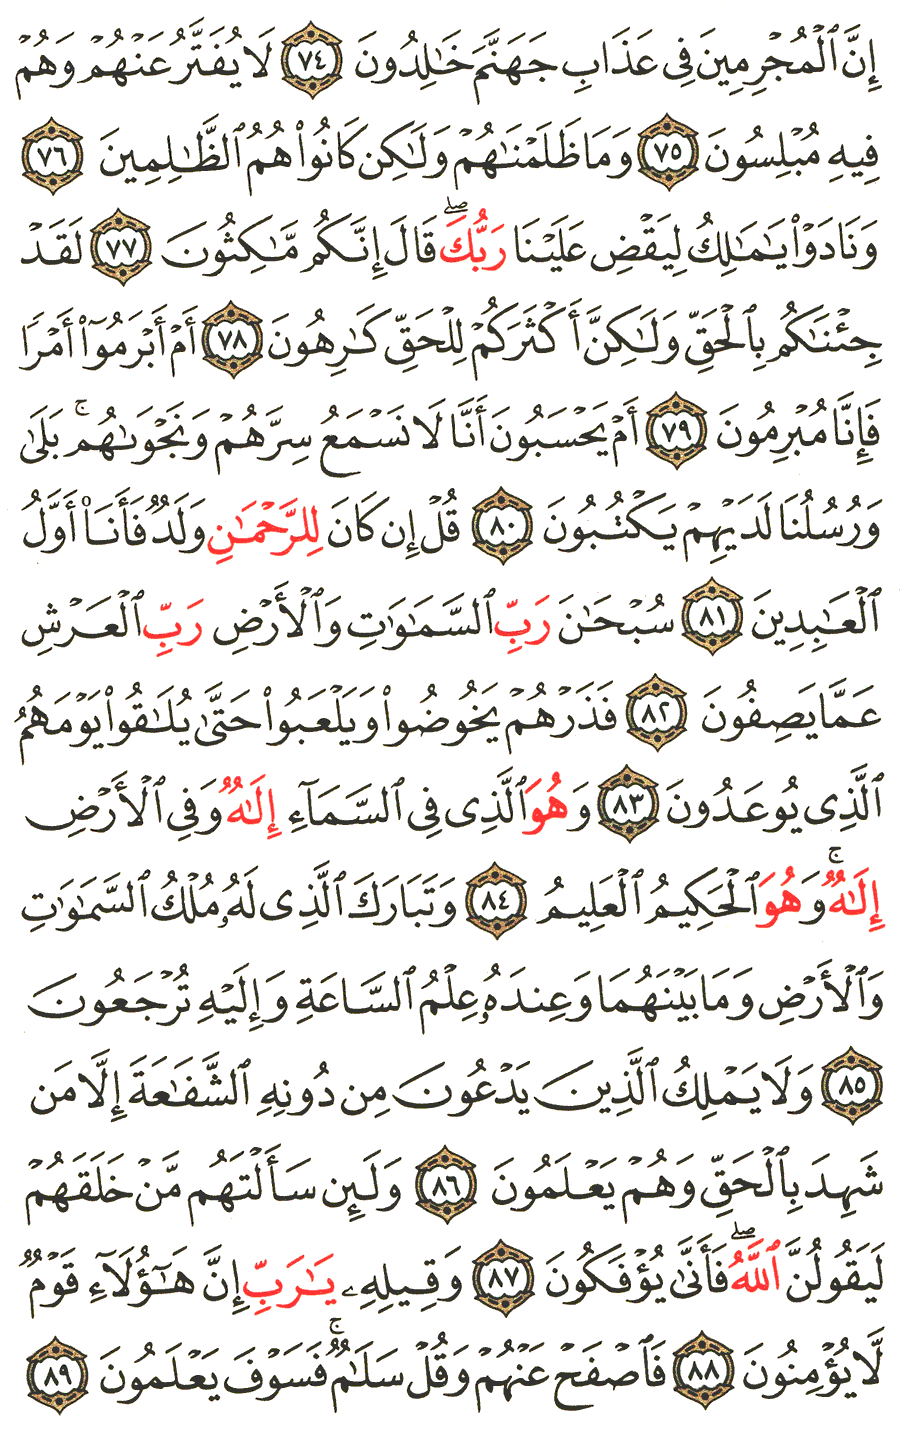 إِنَّ ٱلْمُجْرِمِينَ فِى عَذَابِ جَهَنَّمَ خَٰلِدُونَ ٧٤ لَا يُفَتَّرُ عَنْهُمْ وَهُمْ
فِيهِ مُبْلِسُونَ ٧٥ وَمَا ظَلَمْنَٰهُمْ وَلَٰكِن كَانُوا۟ هُمُ ٱلظَّٰلِمِينَ ٧٦
وَنَادَوْا۟ يَٰمَٰلِكُ لِيَقْضِ عَلَيْنَا رَبُّكَ ۖ قَالَ إِنَّكُم مَّٰكِثُونَ ٧٧ لَقَدْ
جِئْنَٰكُم بِٱلْحَقِّ وَلَٰكِنَّ أَكْثَرَكُمْ لِلْحَقِّ كَٰرِهُونَ ٧٨ أَمْ أَبْرَمُوٓا۟ أَمْرًا
فَإِنَّا مُبْرِمُونَ ٧٩ أَمْ يَحْسَبُونَ أَنَّا لَا نَسْمَعُ سِرَّهُمْ وَنَجْوَىٰهُم ۚ بَلَىٰ
وَرُسُلُنَا لَدَيْهِمْ يَكْتُبُونَ ٨٠ قُلْ إِن كَانَ لِلرَّحْمَٰنِ وَلَدٌ فَأَنَا۠ أَوَّلُ
ٱلْعَٰبِدِينَ ٨١ سُبْحَٰنَ رَبِّ ٱلسَّمَٰوَٰتِ وَٱلْأَرْضِ رَبِّ ٱلْعَرْشِ
عَمَّا يَصِفُونَ ٨٢ فَذَرْهُمْ يَخُوضُوا۟ وَيَلْعَبُوا۟ حَتَّىٰ يُلَٰقُوا۟ يَوْمَهُمُ
ٱلَّذِى يُوعَدُونَ ٨٣ وَهُوَ ٱلَّذِى فِى ٱلسَّمَآءِ إِلَٰهٌ وَفِى ٱلْأَرْضِ
إِلَٰهٌ ۚ وَهُوَ ٱلْحَكِيمُ ٱلْعَلِيمُ ٨٤ وَتَبَارَكَ ٱلَّذِى لَهُۥ مُلْكُ ٱلسَّمَٰوَٰتِ
وَٱلْأَرْضِ وَمَا بَيْنَهُمَا وَعِندَهُۥ عِلْمُ ٱلسَّاعَةِ وَإِلَيْهِ تُرْجَعُونَ
٨٥ وَلَا يَمْلِكُ ٱلَّذِينَ يَدْعُونَ مِن دُونِهِ ٱلشَّفَٰعَةَ إِلَّا مَن
شَهِدَ بِٱلْحَقِّ وَهُمْ يَعْلَمُونَ ٨٦ وَلَئِن سَأَلْتَهُم مَّنْ خَلَقَهُمْ
لَيَقُولُنَّ ٱللَّهُ ۖ فَأَنَّىٰ يُؤْفَكُونَ ٨٧ وَقِيلِهِۦ يَٰرَبِّ إِنَّ هَٰٓؤُلَآءِ قَوْمٌ
لَّا يُؤْمِنُونَ ٨٨ فَٱصْفَحْ عَنْهُمْ وَقُلْ سَلَٰمٌ ۚ فَسَوْفَ يَعْلَمُونَ ٨٩